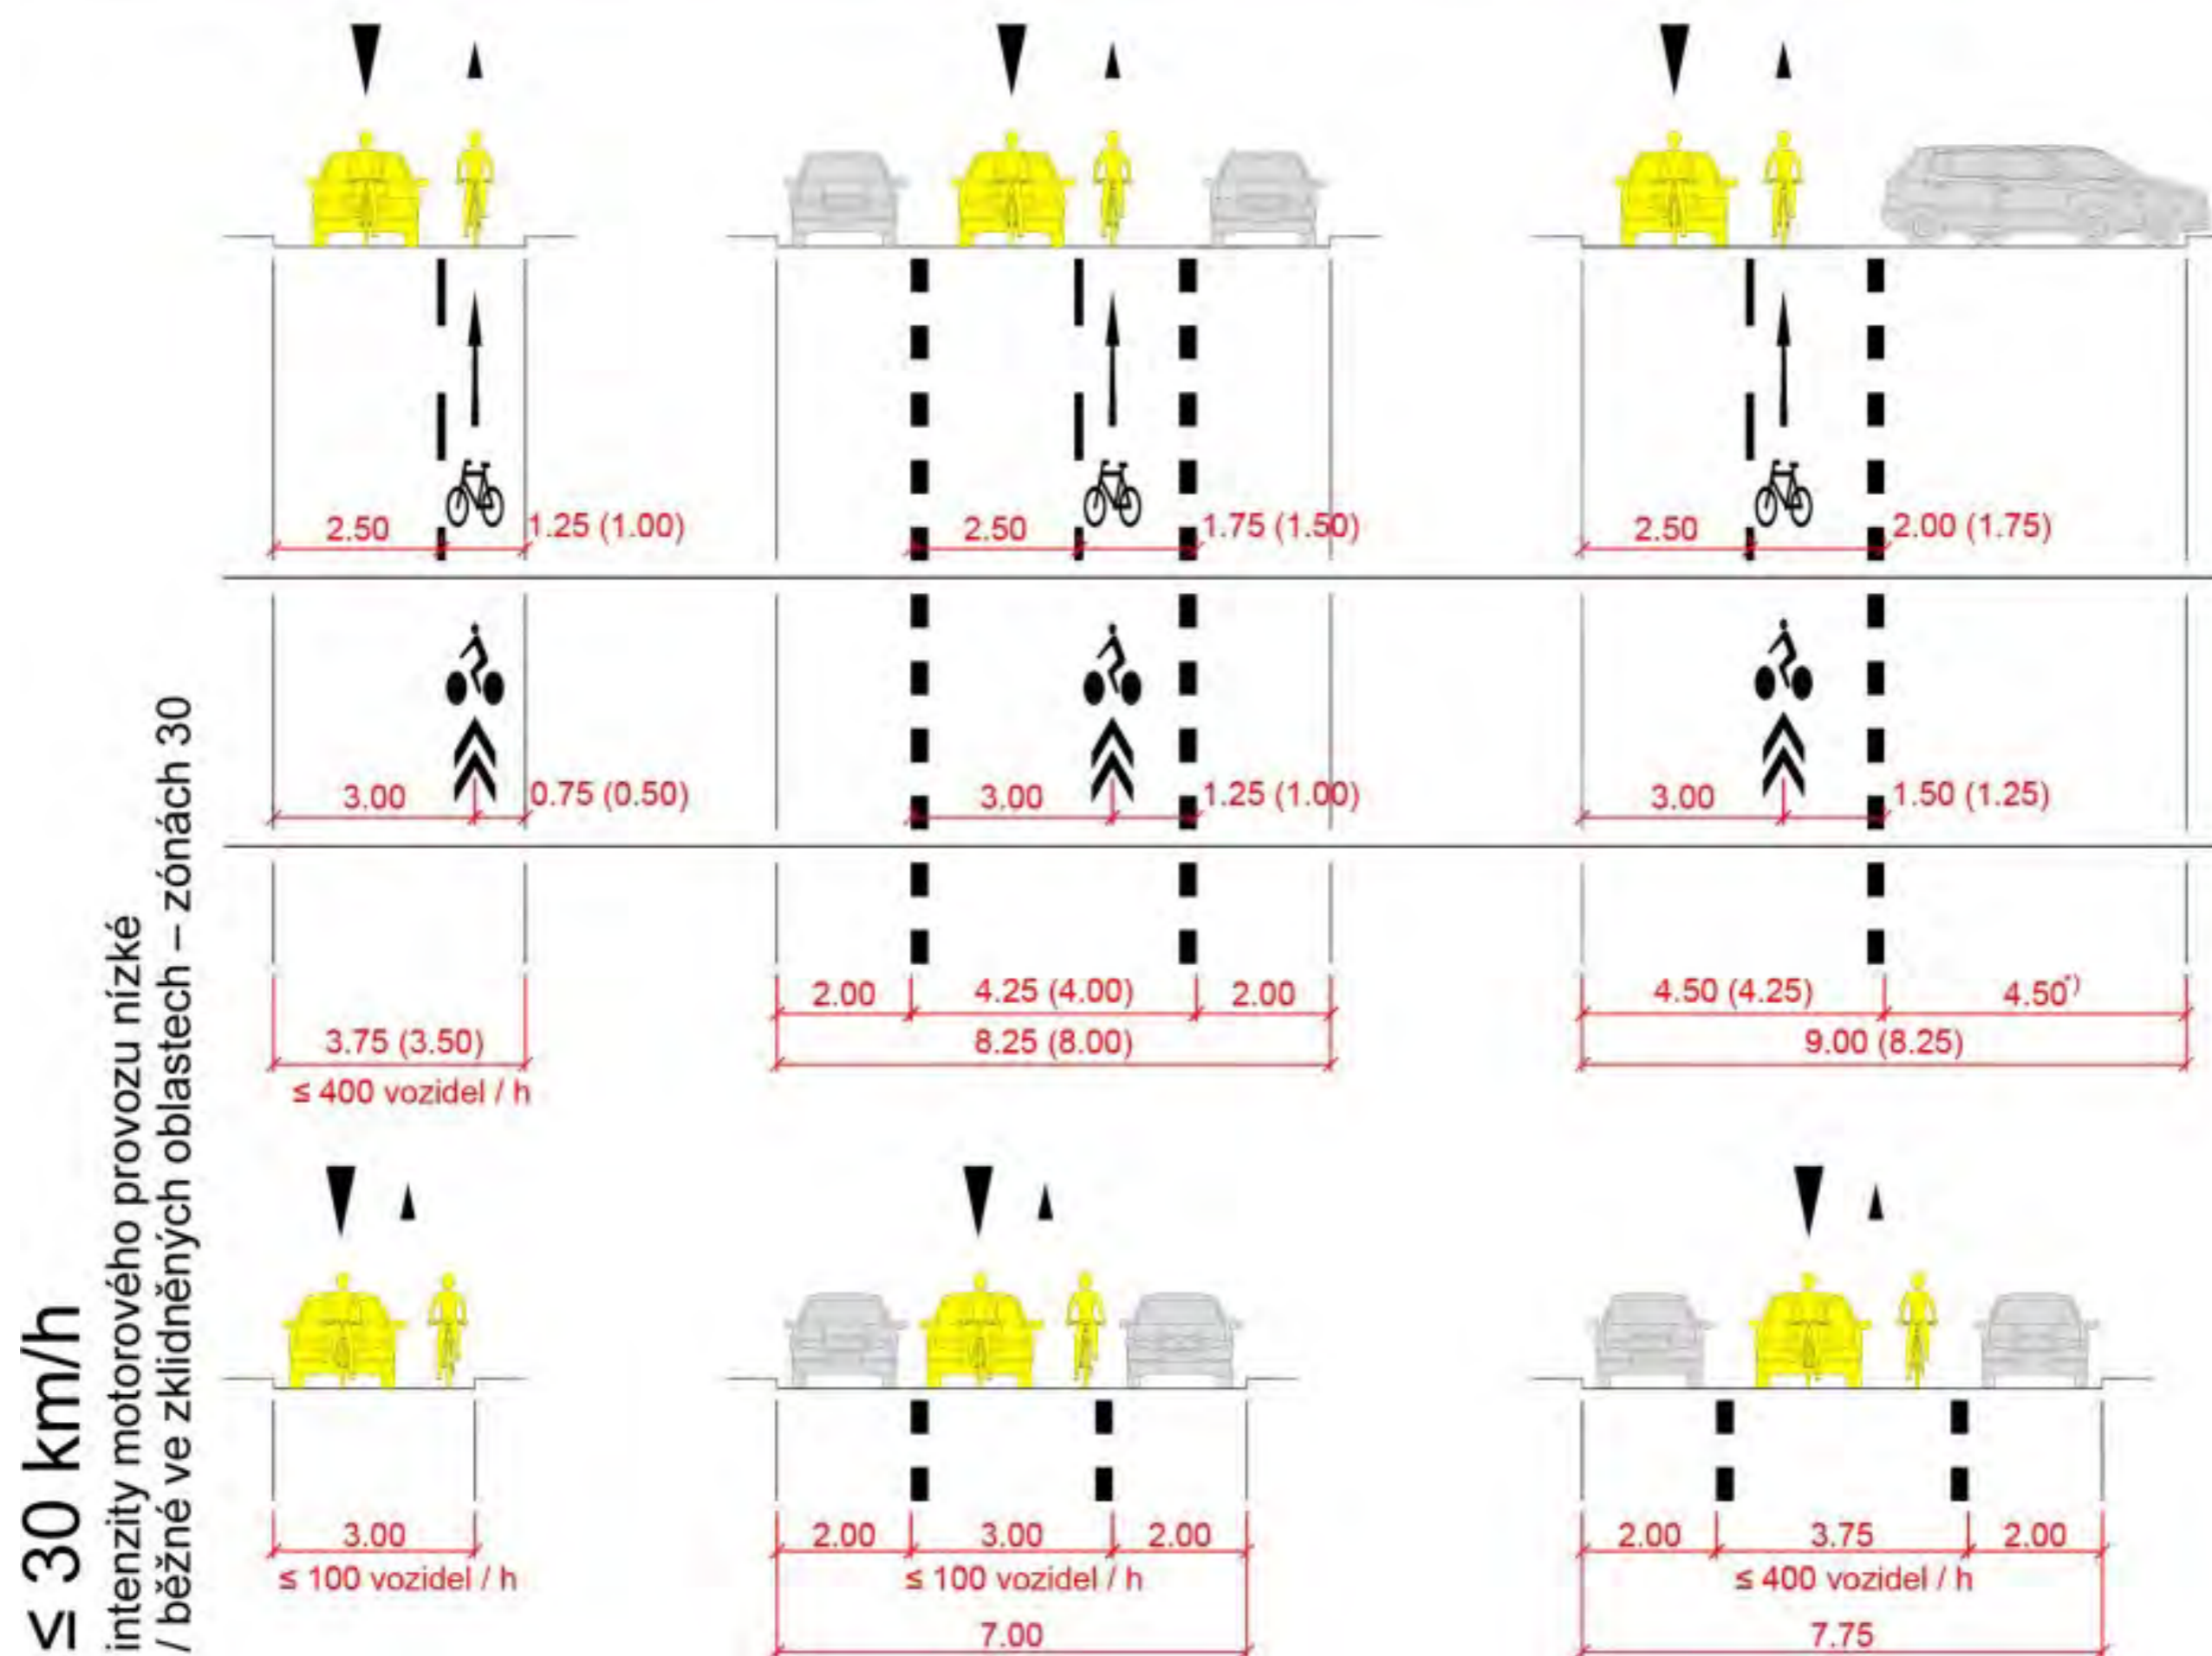 ≤ 30 km/h
intenzity motorového provozu nízké
/ běžné ve zklidněných oblastech – zónách 30
2.50 1.25 (1.00)
2.50 1.75 (1.50)
2.50 2.00 (1.75)
3.00 0.75 (0.50)
3.00 1.25 (1.00)
3.00 1.50 (1.25)
3.75 (3.50)
≤ 400 vozidel / h
2.00 4.25 (4.00) 2.00
8.25 (8.00)
4.50 (4.25) 4.50*)
9.00 (8.25)
3.00
≤ 100 vozidel / h
2.00 3.00 2.00
≤ 100 vozidel / h
7.00
2.00 3.75 2.00
≤ 400 vozidel / h
7.75